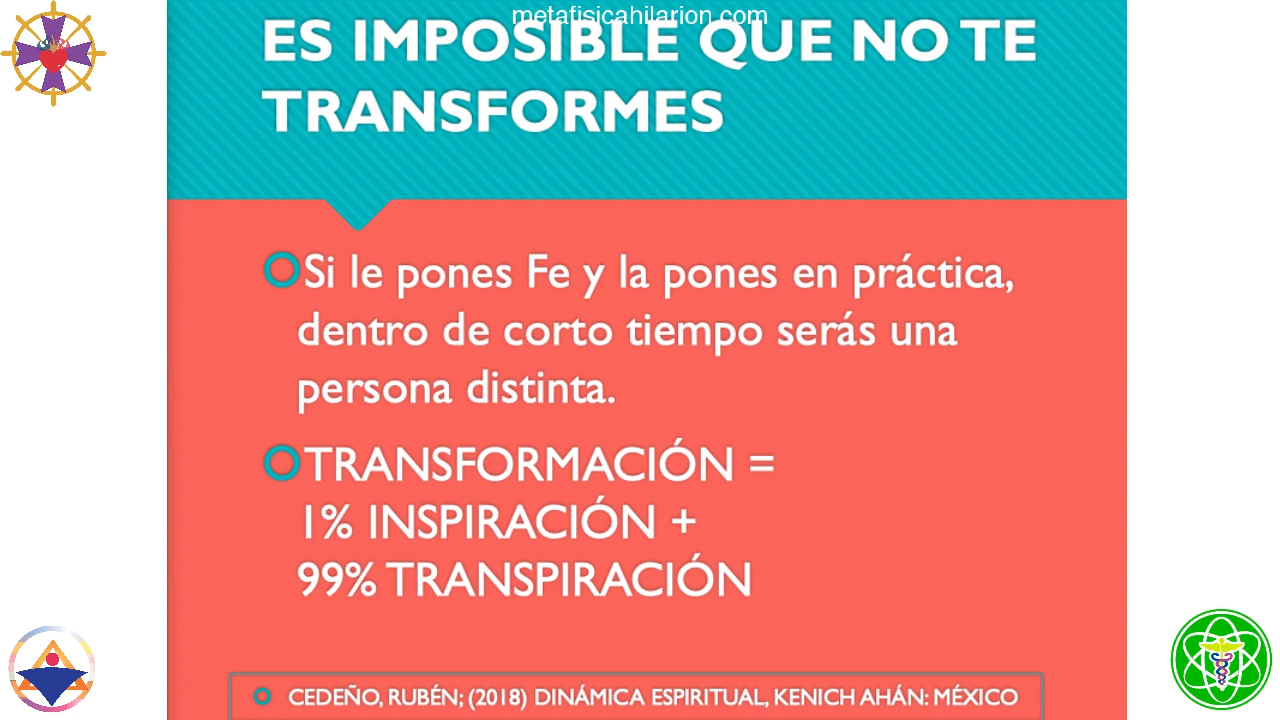 metafisicahilarion com
ES IMPOSIBLE QUE NO TE
TRANSFORMES
Si le pones Fe y la pones en práctica,
dentro de corto tiempo serás una
persona distinta.
TRANSFORMACIÓN =
1% INSPIRACIÓN +
99% TRANSPIRACIÓN
CEDEÑO, RUBÉN; (2018) DINÁMICA ESPIRITUAL, KENICH AHÁN: MÉXICO